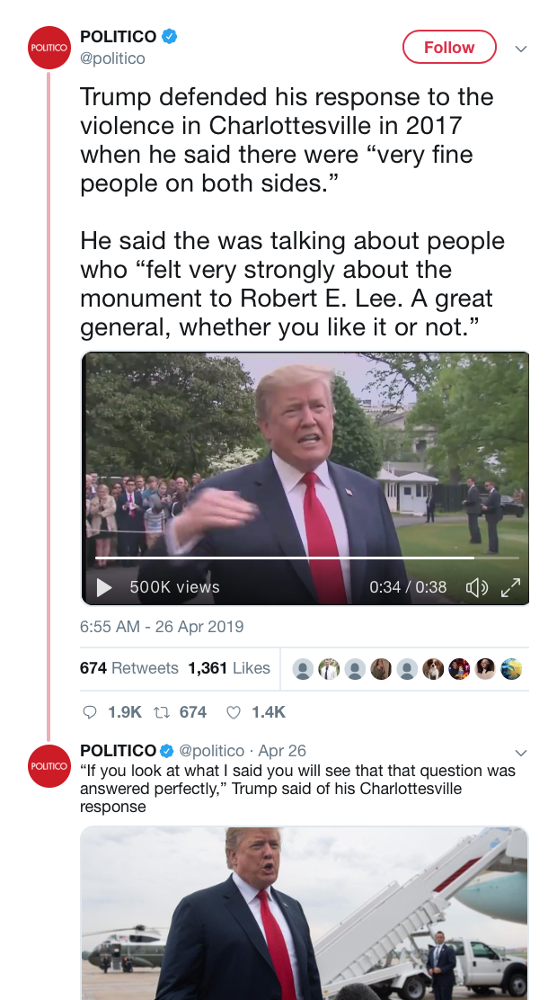 POLITICO
POLITICO
@politico
Follow
Trump defended his response to the
violence in Charlottesville in 2017
when he said there were “very fine
people on both sides.”
He said the was talking about people
who “felt very strongly about the
monument to Robert E. Lee. A great
general, whether you like it or not.”
500K views
0:34 / 0:38
6:55 AM - 26 Apr 2019
674 Retweets 1,361 Likes
1.9K 674 1.4K
POLITICO
POLITICO @politico · Apr 26
“If you look at what I said you will see that that question was
answered perfectly,” Trump said of his Charlottesville
response